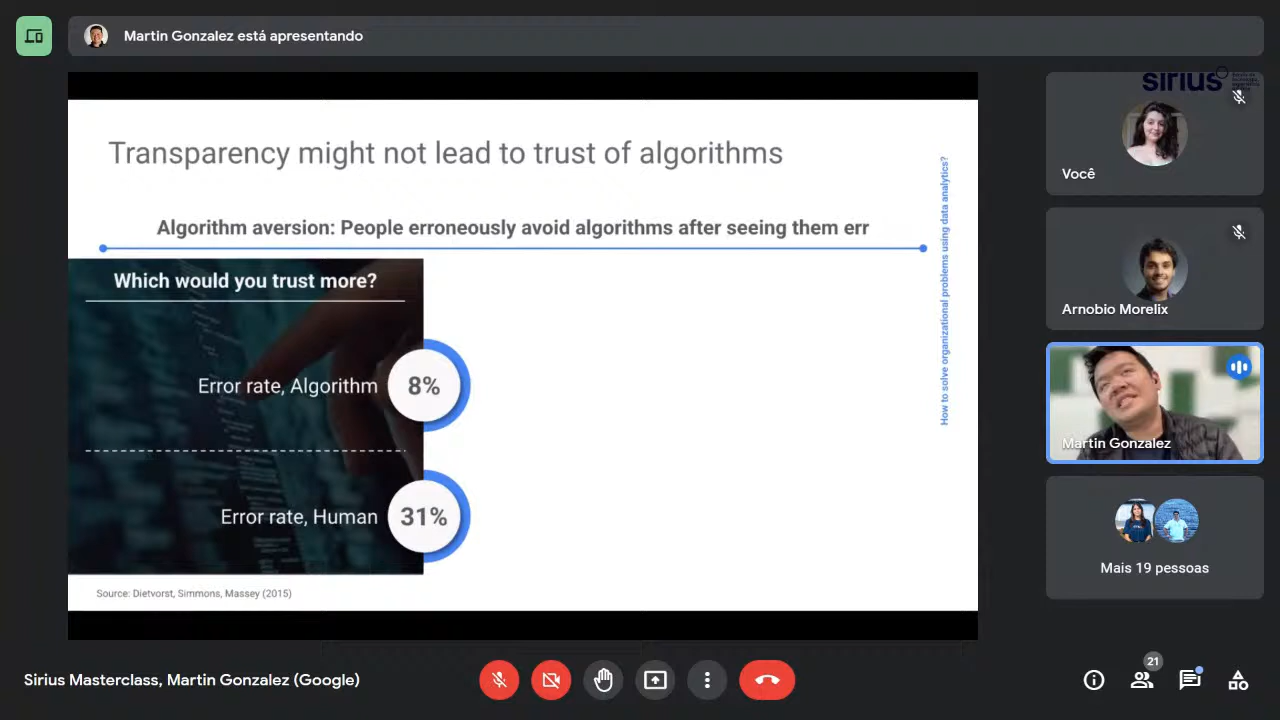 Martin Gonzalez está apresentando
Transparency might not lead to trust of algorithms
Algorithm aversion: People erroneously avoid algorithms after seeing them err
Which would you trust more?
Error rate, Algorithm
8%
Error rate, Human
31%
Source: Dietvorst, Simmons, Massey (2015)
How to solve organizational problems using data analytics?
sirius
Você
Arnobio Morelix
Martin Gonzalez
Mais 19 pessoas
Sirius Masterclass, Martin Gonzalez (Google)
21